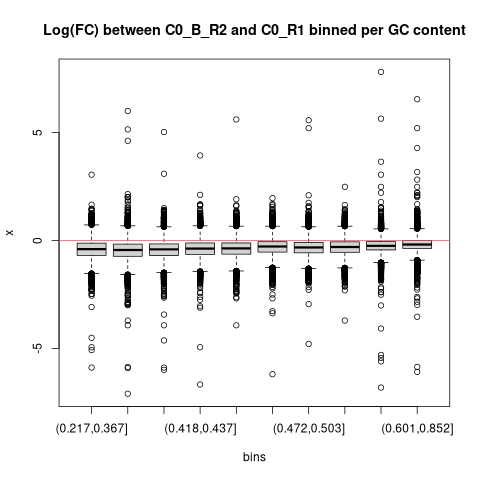 Log(FC) between C0_B_R2 and C0_R1 binned per GC content
5
0
-5
x
(0.217,0.367]
(0.418,0.437]
(0.472,0.503]
(0.601,0.852]
bins